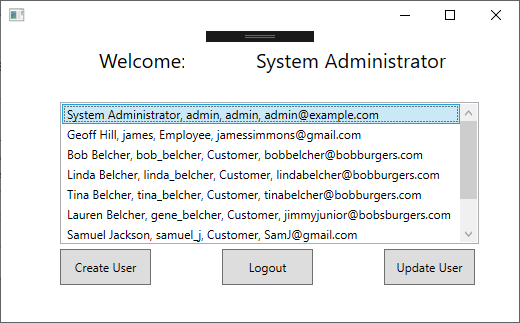 Welcome: System Administrator
System Administrator, admin, admin, admin@example.com
Geoff Hill, james, Employee, jamessimmons@gmail.com
Bob Belcher, bob_belcher, Customer, bobbelcher@bobburgers.com
Linda Belcher, linda_belcher, Customer, lindabelcher@bobburgers.com
Tina Belcher, tina_belcher, Customer, tinabelcher@bobburgers.com
Lauren Belcher, gene_belcher, Customer, jimmyjunior@bobsburgers.com
Samuel Jackson, samuel_j, Customer, SamJ@gmail.com
Create User Logout Update User